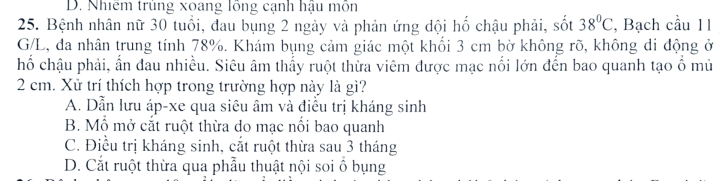 D. Nhiễm trùng xoang lông cạnh hậu môn
25. Bệnh nhân nữ 30 tuổi, đau bụng 2 ngày và phản ứng dội hố chậu phải, sốt 38⁰C, Bạch cầu 11
G/L, đa nhân trung tính 78%. Khám bụng cảm giác một khối 3 cm bờ không rõ, không di động ở
hố chậu phải, ấn đau nhiều. Siêu âm thấy ruột thừa viêm được mạc nối lớn đến bao quanh tạo ổ mủ
2 cm. Xử trí thích hợp trong trường hợp này là gì?
A. Dẫn lưu áp-xe qua siêu âm và điều trị kháng sinh
B. Mổ mở cắt ruột thừa do mạc nối bao quanh
C. Điều trị kháng sinh, cắt ruột thừa sau 3 tháng
D. Cắt ruột thừa qua phẫu thuật nội soi ổ bụng